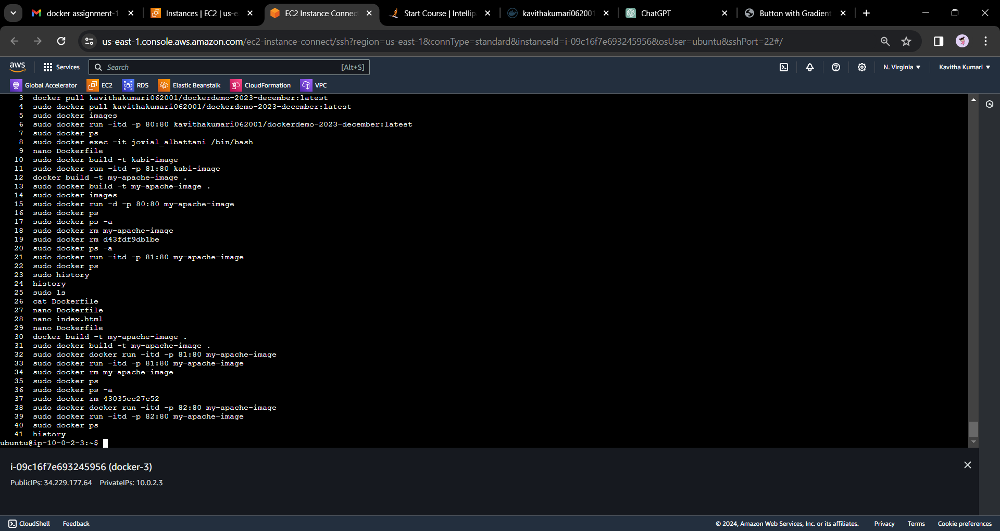 docker assignment-1
Instances | EC2 | us-e
EC2 Instance Connec
Start Course | Intellip
kavithakumari062001
ChatGPT
Button with Gradient
us-east-1.console.aws.amazon.com/ec2-instance-connect/ssh?region=us-east-1&connType=standard&instanceId=i-09c16f7e693245956&osUser=ubuntu&sshPort=22#/
aws Services Search [Alt+S] N. Virginia Kavitha Kumari
Global Accelerator EC2 RDS Elastic Beanstalk CloudFormation VPC
3 docker pull kavithakumari062001/dockerdemo-2023-december:latest
4 sudo docker pull kavithakumari062001/dockerdemo-2023-december:latest
5 sudo docker images
6 sudo docker run -itd -p 80:80 kavithakumari062001/dockerdemo-2023-december:latest
7 sudo docker ps
8 sudo docker exec -it jovial_albattani /bin/bash
9 nano Dockerfile
10 sudo docker build -t kabi-image
11 sudo docker run -itd -p 81:80 kabi-image
12 docker build -t my-apache-image .
13 sudo docker build -t my-apache-image .
14 sudo docker images
15 sudo docker run -d -p 80:80 my-apache-image
16 sudo docker ps
17 sudo docker ps -a
18 sudo docker rm my-apache-image
19 sudo docker rm d43fdf9db1be
20 sudo docker ps -a
21 sudo docker run -itd -p 81:80 my-apache-image
22 sudo docker ps
23 sudo history
24 history
25 sudo ls
26 cat Dockerfile
27 nano Dockerfile
28 nano index.html
29 nano Dockerfile
30 docker build -t my-apache-image .
31 sudo docker build -t my-apache-image .
32 sudo docker docker run -itd -p 81:80 my-apache-image
33 sudo docker run -itd -p 81:80 my-apache-image
34 sudo docker rm my-apache-image
35 sudo docker ps
36 sudo docker ps -a
37 sudo docker rm 43035ec27c52
38 sudo docker docker run -itd -p 82:80 my-apache-image
39 sudo docker run -itd -p 82:80 my-apache-image
40 sudo docker ps
41 history
ubuntu@ip-10-0-2-3:~$
i-09c16f7e693245956 (docker-3)
PublicIPs: 34.229.177.64 PrivateIPs: 10.0.2.3
CloudShell Feedback © 2024, Amazon Web Services, Inc. or its affiliates. Privacy Terms Cookie preferences